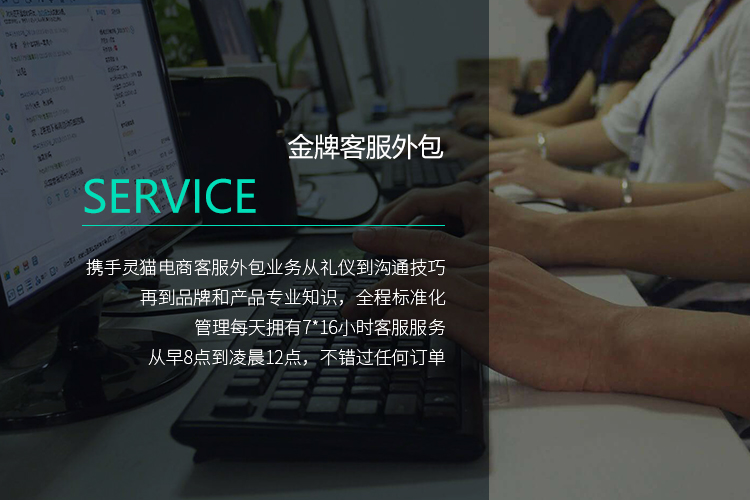 金牌客服外包
SERVICE
携手灵猫电商客服外包业务从礼仪到沟通技巧
再到品牌和产品专业知识，全程标准化
管理每天拥有7*16小时客服服务
从早8点到凌晨12点，不错过任何订单